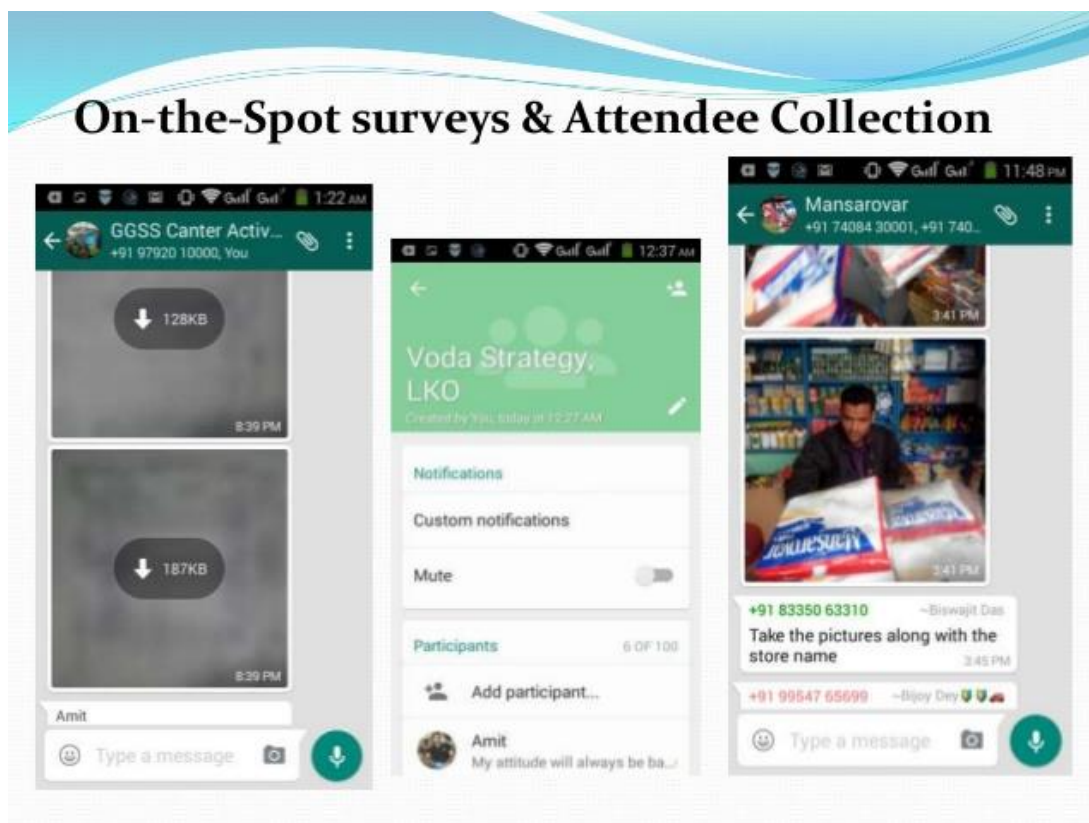 On-the-Spot surveys & Attendee Collection
1:22 AM
GGSS Canter Activ...
+91 97920 10000, You
128KB
8:39 PM
187KB
8:39 PM
Amit
Type a message
12:37 AM
Voda Strategy,
LKO
Created by You, today at 12:27 AM
Notifications
Custom notifications
Mute
Participants 6 OF 100
Add participant...
Amit
My attitude will always be ba...
11:48 PM
Mansarovar
+91 74084 30001, +91 740...
3:41 PM
Mansarovar
3:41 PM
+91 83350 63310 ~Biswajit Das
Take the pictures along with the
store name
3:45 PM
+91 99547 65699 ~Bijoy Dey
Type a message